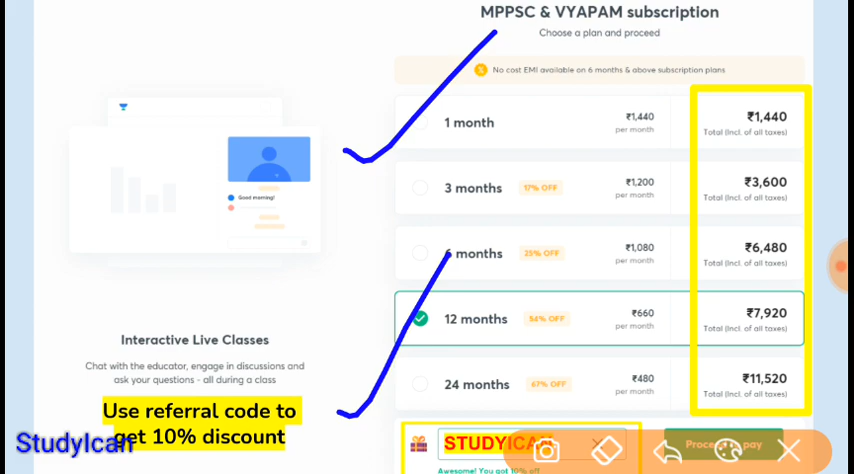 MPPSC & VYAPAM subscription
Choose a plan and proceed
No cost EMI available on 6 months & above subscription plans
1 month ₹1,440 per month ₹1,440 Total (Incl. of all taxes)
3 months 17% OFF ₹1,200 per month ₹3,600 Total (Incl. of all taxes)
6 months 25% OFF ₹1,080 per month ₹6,480 Total (Incl. of all taxes)
12 months 54% OFF ₹660 per month ₹7,920 Total (Incl. of all taxes)
24 months 67% OFF ₹480 per month ₹11,520 Total (Incl. of all taxes)
Good morning!
Interactive Live Classes
Chat with the educator, engage in discussions and
ask your questions - all during a class
Use referral code to
get 10% discount
StudyIcan
STUDYICAN
Proceed to pay
Awesome! You got 10% off